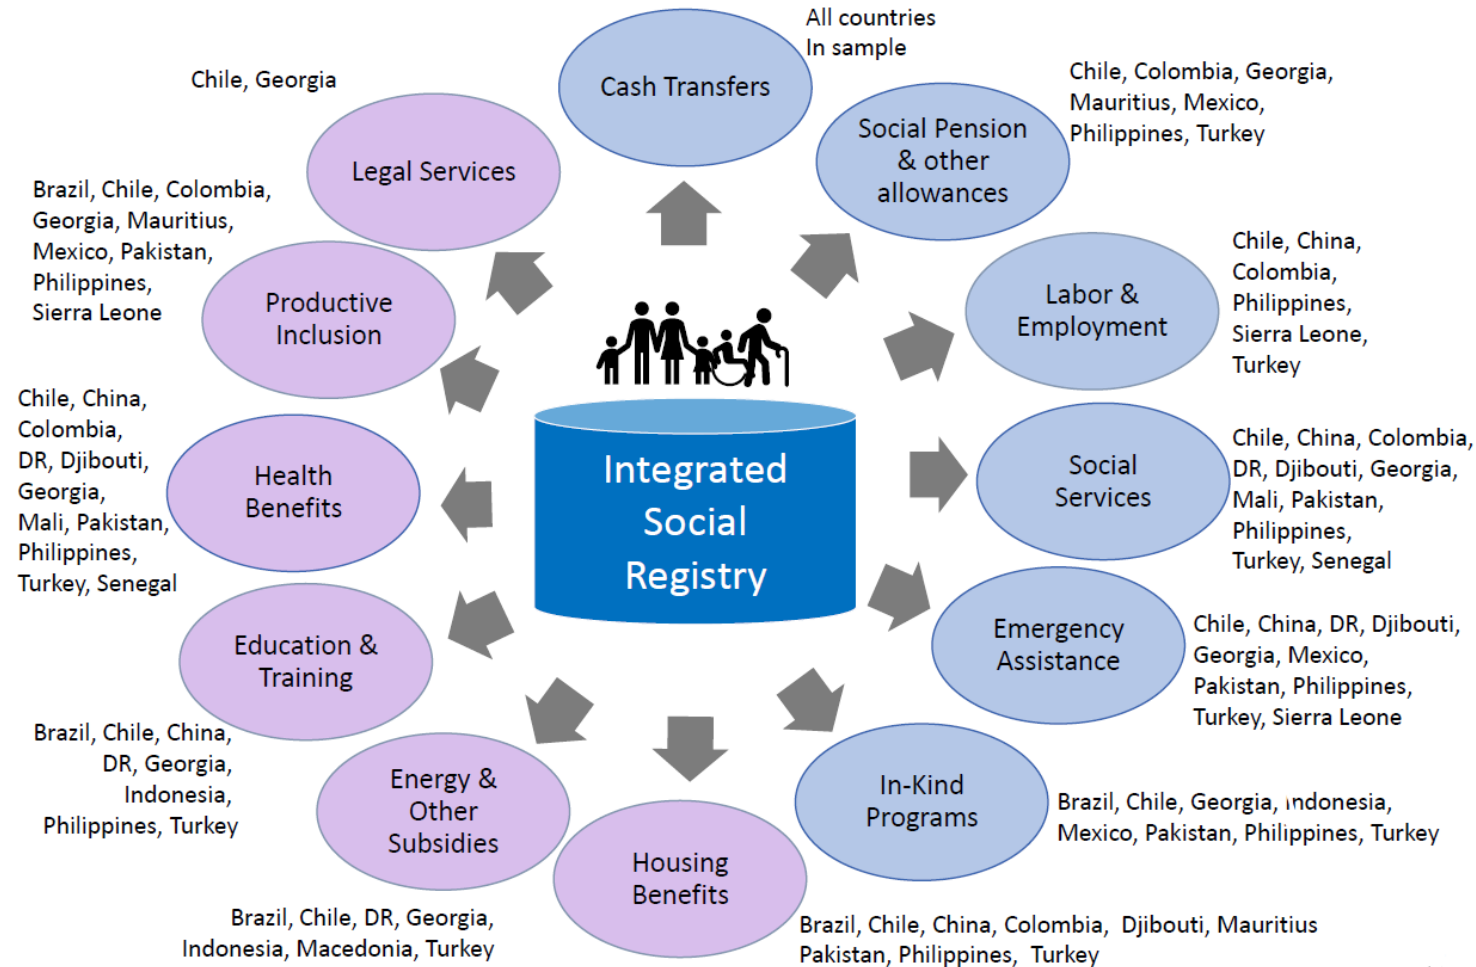 All countries
In sample
Cash Transfers
Chile, Colombia, Georgia,
Mauritius, Mexico,
Philippines, Turkey
Social Pension
& other
allowances
Chile, China,
Colombia,
Philippines,
Sierra Leone,
Turkey
Labor &
Employment
Chile, China, Colombia,
DR, Djibouti, Georgia,
Mali, Pakistan,
Philippines,
Turkey, Senegal
Social
Services
Chile, China, DR, Djibouti,
Georgia, Mexico,
Pakistan, Philippines,
Turkey, Sierra Leone
Emergency
Assistance
In-Kind
Programs
Brazil, Chile, Georgia, Indonesia,
Mexico, Pakistan, Philippines, Turkey
Housing
Benefits
Brazil, Chile, China, Colombia, Djibouti, Mauritius
Pakistan, Philippines, Turkey
Energy &
Other
Subsidies
Brazil, Chile, DR, Georgia,
Indonesia, Macedonia, Turkey
Education &
Training
Brazil, Chile, China,
DR, Georgia,
Indonesia,
Philippines, Turkey
Health
Benefits
Chile, China,
Colombia,
DR, Djibouti,
Georgia,
Mali, Pakistan,
Philippines,
Turkey, Senegal
Productive
Inclusion
Brazil, Chile, Colombia,
Georgia, Mauritius,
Mexico, Pakistan,
Philippines,
Sierra Leone
Legal Services
Chile, Georgia
Integrated
Social
Registry